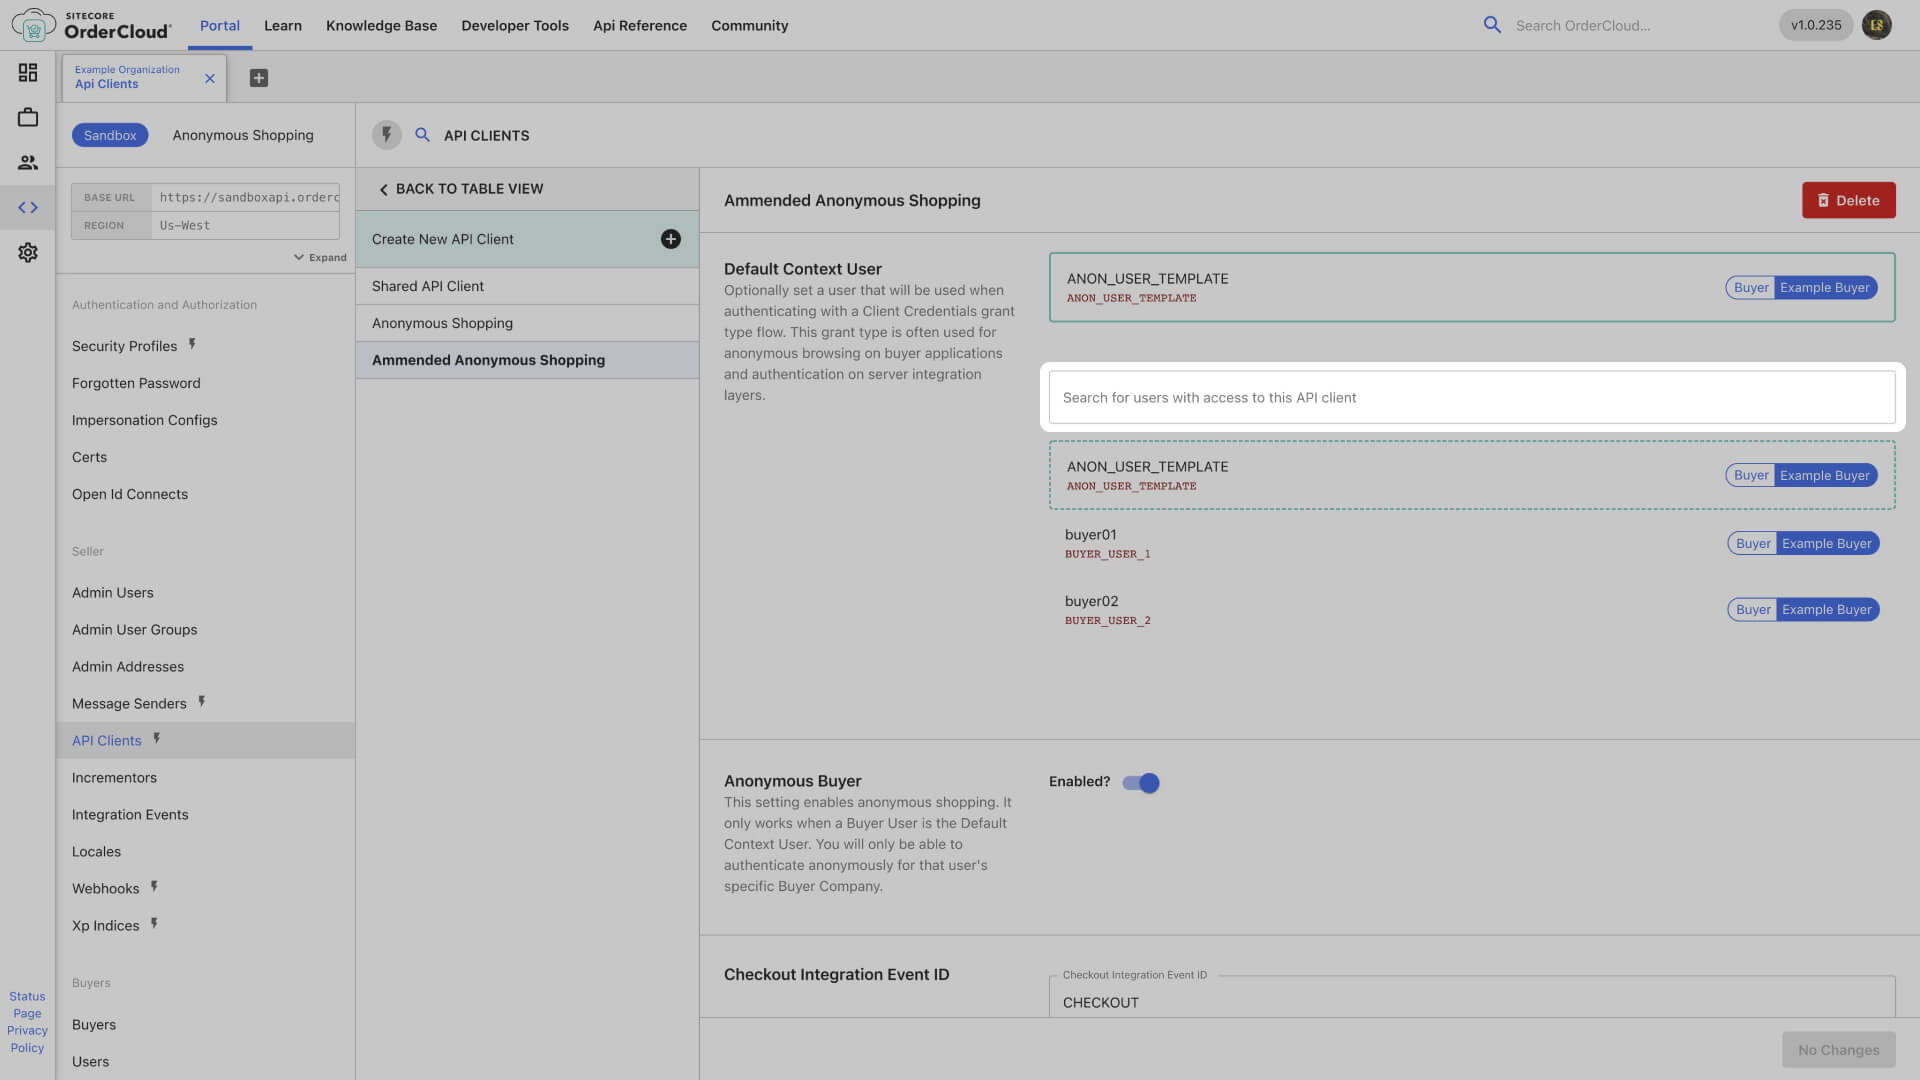 SITECORE
OrderCloud
Portal
Learn
Knowledge Base
Developer Tools
Api Reference
Community
Search OrderCloud...
v1.0.235
Example Organization
Api Clients
Sandbox
Anonymous Shopping
API CLIENTS
BASE URL
https://sandboxapi.orderc
REGION
Us-West
Expand
Authentication and Authorization
Security Profiles
Forgotten Password
Impersonation Configs
Certs
Open Id Connects
Seller
Admin Users
Admin User Groups
Admin Addresses
Message Senders
API Clients
Incrementors
Integration Events
Locales
Webhooks
Xp Indices
Buyers
Buyers
Users
Status
Page
Privacy
Policy
BACK TO TABLE VIEW
Create New API Client
Shared API Client
Anonymous Shopping
Ammended Anonymous Shopping
Ammended Anonymous Shopping
Delete
Default Context User
Optionally set a user that will be used when
authenticating with a Client Credentials grant
type flow. This grant type is often used for
anonymous browsing on buyer applications
and authentication on server integration
layers.
ANON_USER_TEMPLATE
ANON_USER_TEMPLATE
Buyer Example Buyer
Search for users with access to this API client
ANON_USER_TEMPLATE
ANON_USER_TEMPLATE
Buyer Example Buyer
buyer01
BUYER_USER_1
Buyer Example Buyer
buyer02
BUYER_USER_2
Buyer Example Buyer
Anonymous Buyer
This setting enables anonymous shopping. It
only works when a Buyer User is the Default
Context User. You will only be able to
authenticate anonymously for that user's
specific Buyer Company.
Enabled?
Checkout Integration Event ID
Checkout Integration Event ID
CHECKOUT
No Changes